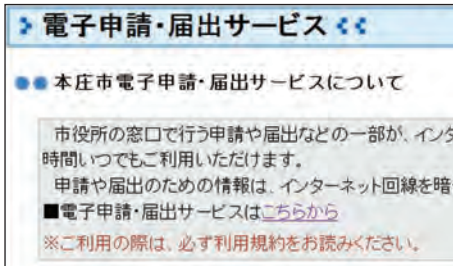 電子申請・届出サービス
本庄市電子申請・届出サービスについて
市役所の窓口で行う申請や届出などの一部が、インタ
時間いつでもご利用いただけます。
申請や届出のための情報は、インターネット回線を暗
■電子申請・届出サービスはこちらから
※ご利用の際は、必ず利用規約をお読みください。